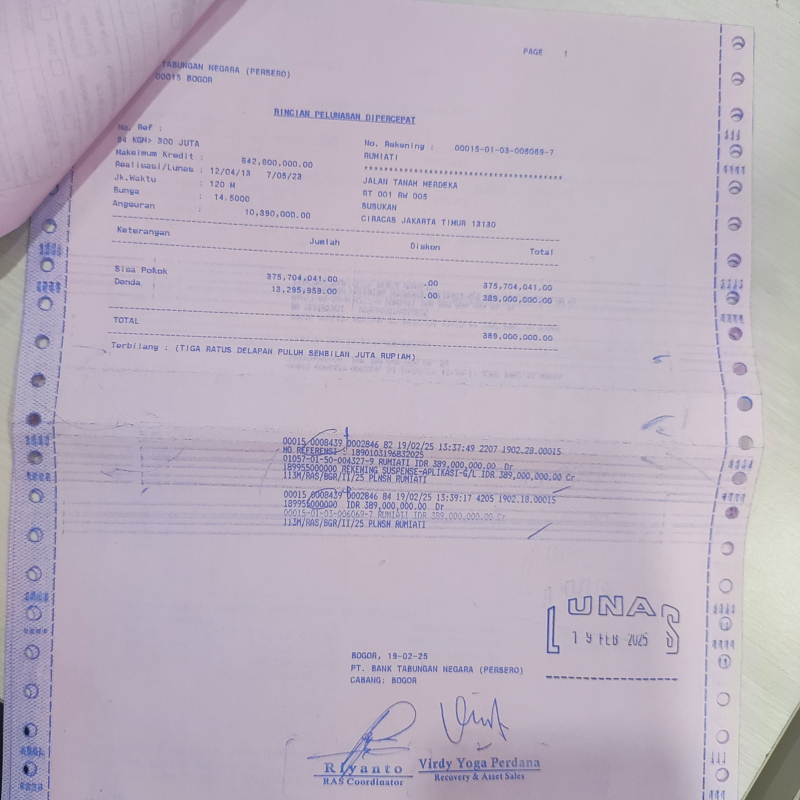 PAGE 1
TABUNGAN NEGARA (PERSERO)
00015 BOGOR
RINCIAN PELUNASAN DIPERCEPAT
No. Ref :
54 KGM> 300 JUTA
Maksimum Kredit : 642,600,000.00
Realisasi/Lunas : 12/04/13 7/05/23
Jk.Waktu : 120 M
Bunga : 14.5000
Angsuran : 10,390,000.00
No. Rekening : 00015-01-03-006069-7
RUMIATI
JALAN TANAH MERDEKA
RT 001 RW 005
SUSUKAN
CIRACAS JAKARTA TIMUR 13130
Keterangan Jumlah Diskon Total
Sisa Pokok 375,704,041.00 .00 375,704,041.00
Denda 13,295,959.00 .00 389,000,000.00
TOTAL 389,000,000.00
Terbilang : (TIGA RATUS DELAPAN PULUH SEMBILAN JUTA RUPIAH)
00015 0008439 0002846 82 19/02/25 13:37:49 2207 1902.28.00015
NO REFERENSI : 1890103196832025
01057-01-50-004327-9 RUMIATI IDR 389,000,000.00 Dr
189955000000 REKENING SUSPENSE-APLIKASI-G/L IDR 389,000,000.00 Cr
113M/RAS/BGR/II/25 PLNSN RUMIATI
00015 0008439 0002846 84 19/02/25 13:39:17 4205 1902.18.00015
189955000000 IDR 389,000,000.00 Dr
00015-01-03-006069-7 RUMIATI IDR 389,000,000.00 Cr
113M/RAS/BGR/II/25 PLNSN RUMIATI
LUNAS
19 FEB 2025
BOGOR, 19-02-25
PT. BANK TABUNGAN NEGARA (PERSERO)
CABANG: BOGOR
Riyanto
RAS Coordinator
Virdy Yoga Perdana
Recovery & Asset Sales